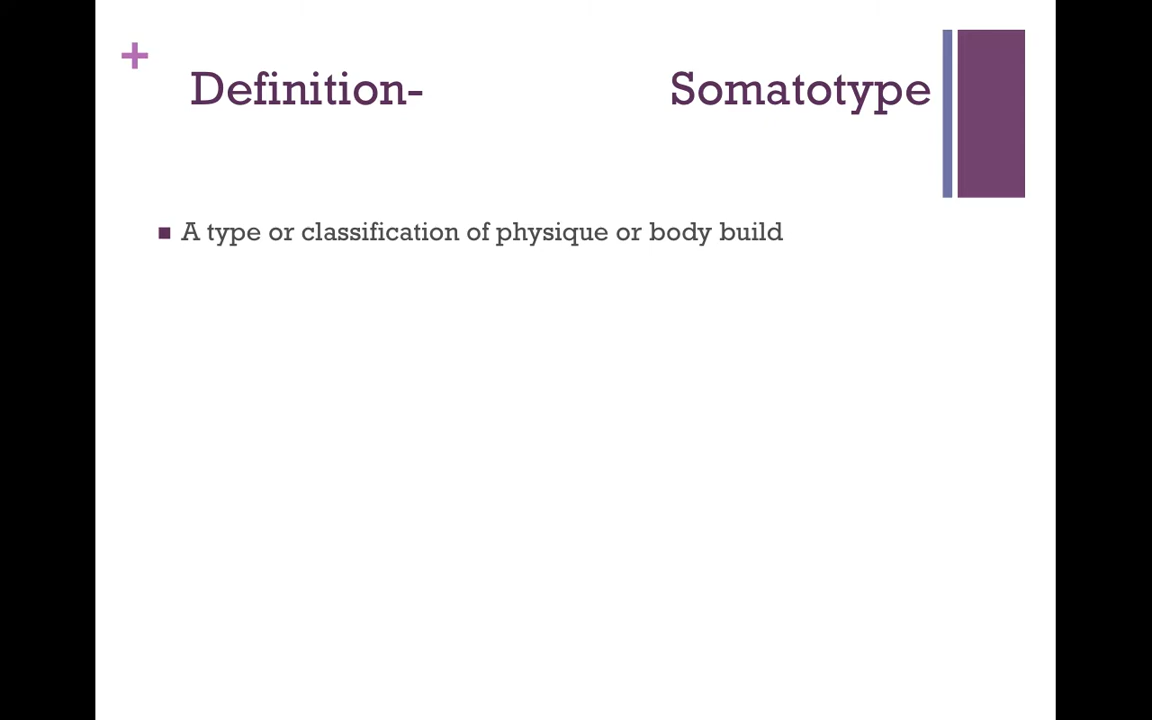 +
Definition- Somatotype
A type or classification of physique or body build